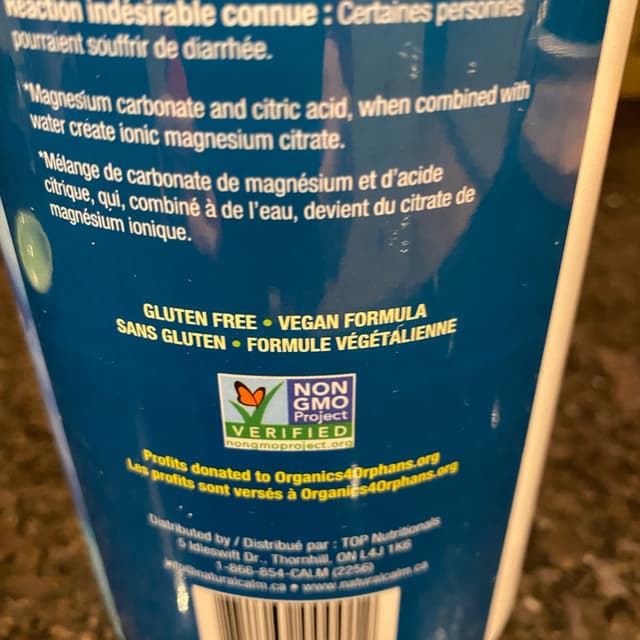 Réaction indésirable connue : Certaines personnes
pourraient souffrir de diarrhée.
*Magnesium carbonate and citric acid, when combined with
water create ionic magnesium citrate.
*Mélange de carbonate de magnésium et d'acide
citrique, qui, combiné à de l'eau, devient du citrate de
magnésium ionique.
GLUTEN FREE • VEGAN FORMULA
SANS GLUTEN • FORMULE VÉGÉTALIENNE
NON
GMO
Project
VERIFIED
nongmoproject.org
Profits donated to Organics4Orphans.org
Les profits sont versés à Organics4Orphans.org
Distributed by / Distribué par : TOP Nutritionals
5 Idleswift Dr., Thornhill, ON L4J 1K6
1-866-854-CALM (2256)
info@naturalcalm.ca • www.naturalcalm.ca